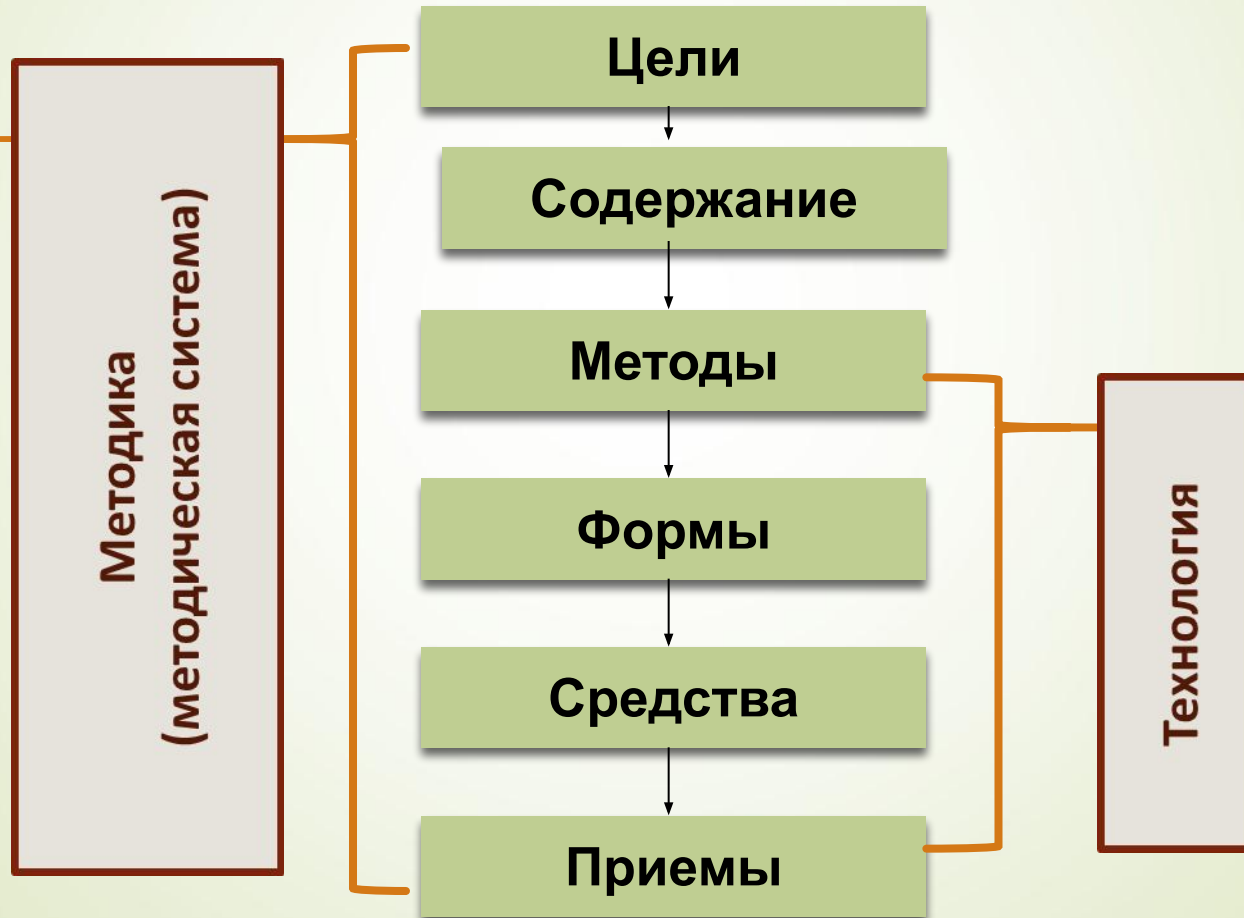 Методика
(методическая система)
Цели
Содержание
Методы
Формы
Средства
Приемы
Технология